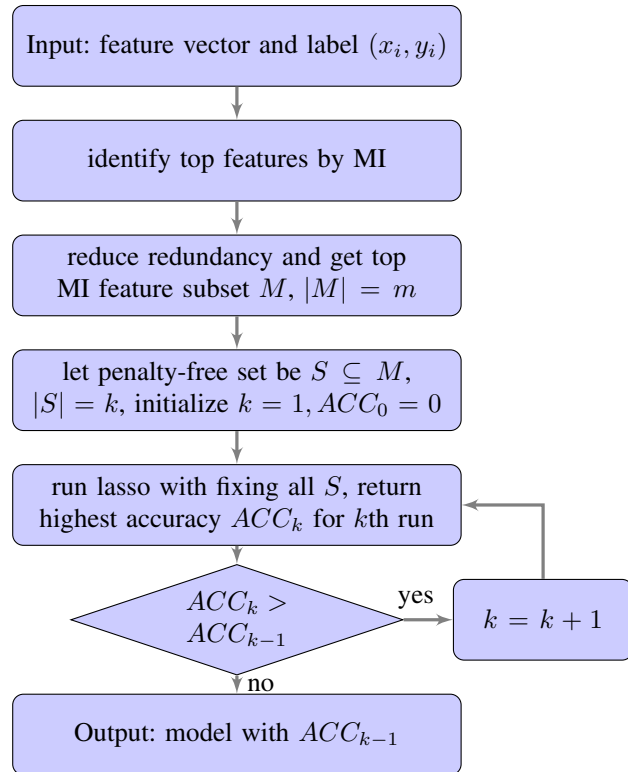 Input: feature vector and label (x_i, y_i)
identify top features by MI
reduce redundancy and get top
MI feature subset M, |M| = m
let penalty-free set be S ⊆ M,
|S| = k, initialize k = 1, ACC_0 = 0
run lasso with fixing all S, return
highest accuracy ACC_k for kth run
ACC_k >
ACC_{k−1}
yes
k = k + 1
no
Output: model with ACC_{k−1}